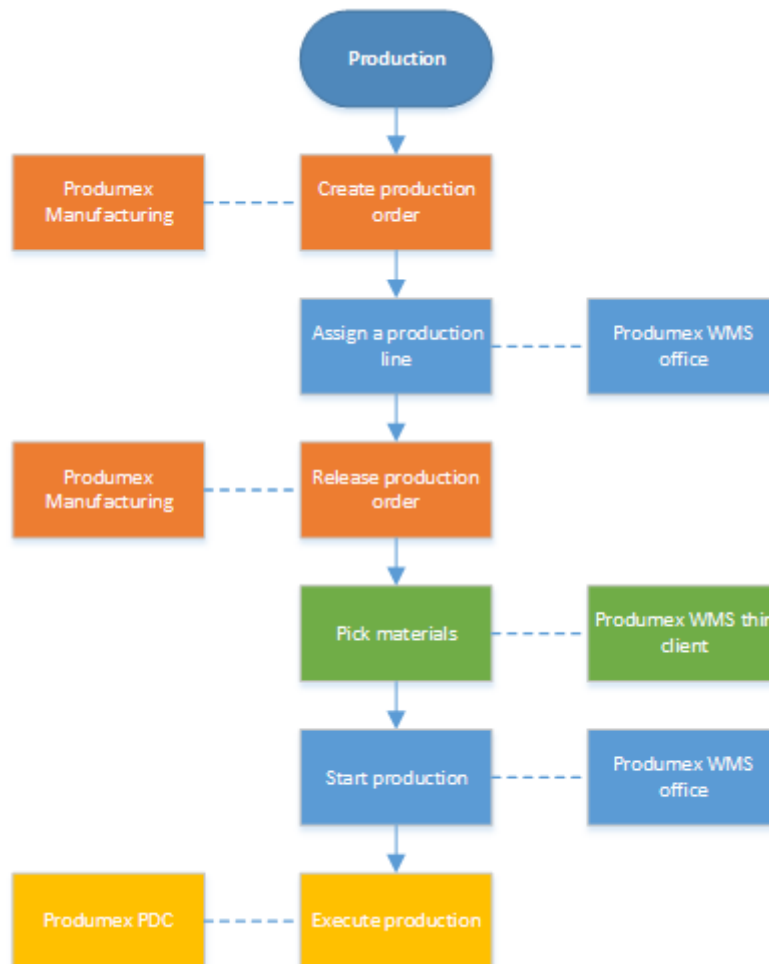 Production
Produmex
Manufacturing
Create production
order
Assign a production
line
Produmex WMS
office
Produmex
Manufacturing
Release production
order
Pick materials
Produmex WMS thin
client
Start production
Produmex WMS
office
Produmex PDC
Execute production